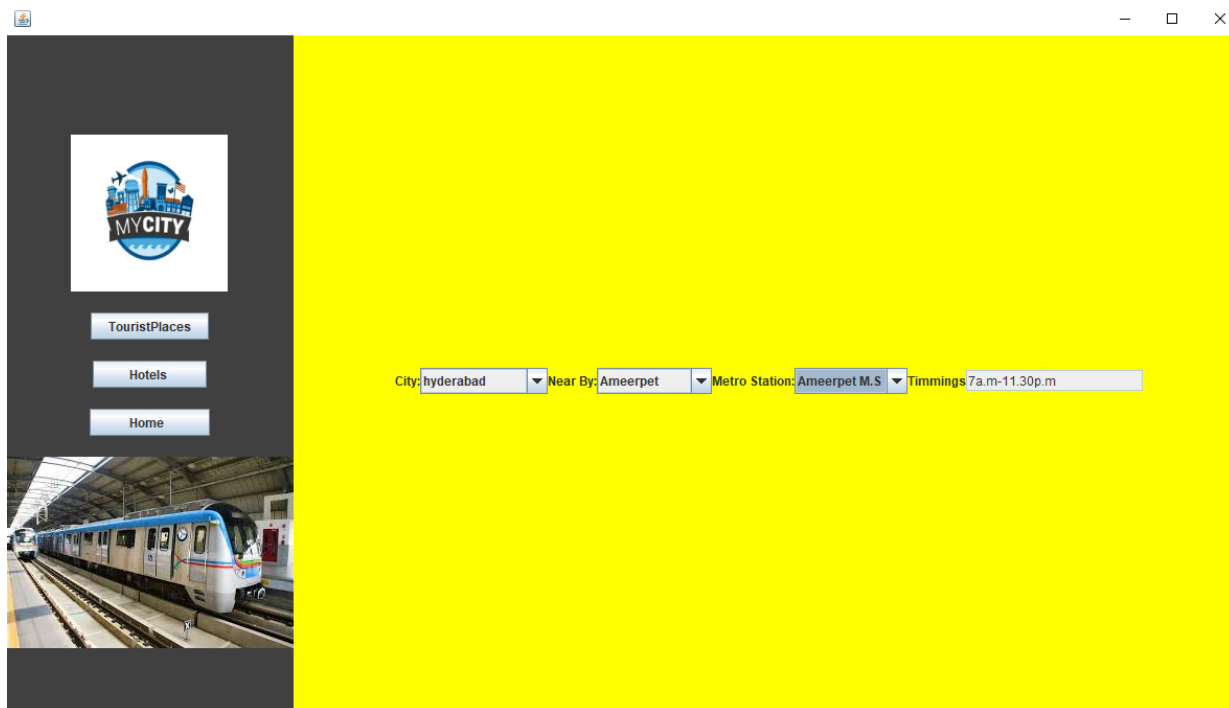 MYCITY
TouristPlaces
Hotels
Home
City: hyderabad Near By: Ameerpet Metro Station: Ameerpet M.S Timmings 7a.m-11.30p.m